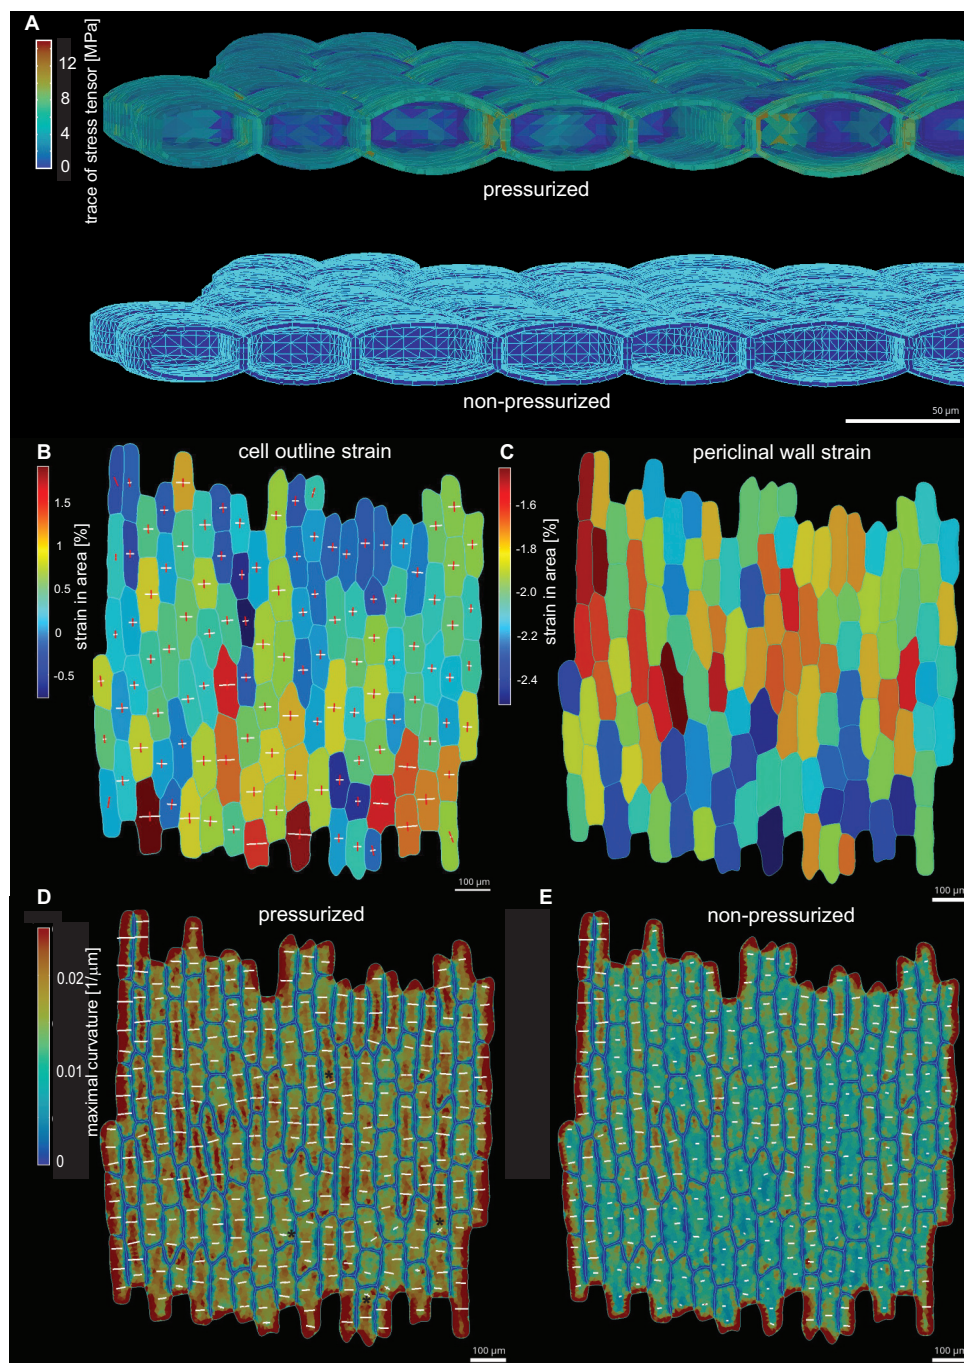 A
trace of stress tensor [MPa]
12
8
4
0
pressurized
non-pressurized
50 µm
B
cell outline strain
strain in area [%]
1.5
1
0.5
0
-0.5
100 µm
C
periclinal wall strain
strain in area [%]
-1.6
-1.8
-2.0
-2.2
-2.4
100 µm
D
pressurized
maximal curvature [1/µm]
0.02
0.01
0
*
*
*
*
100 µm
E
non-pressurized
100 µm